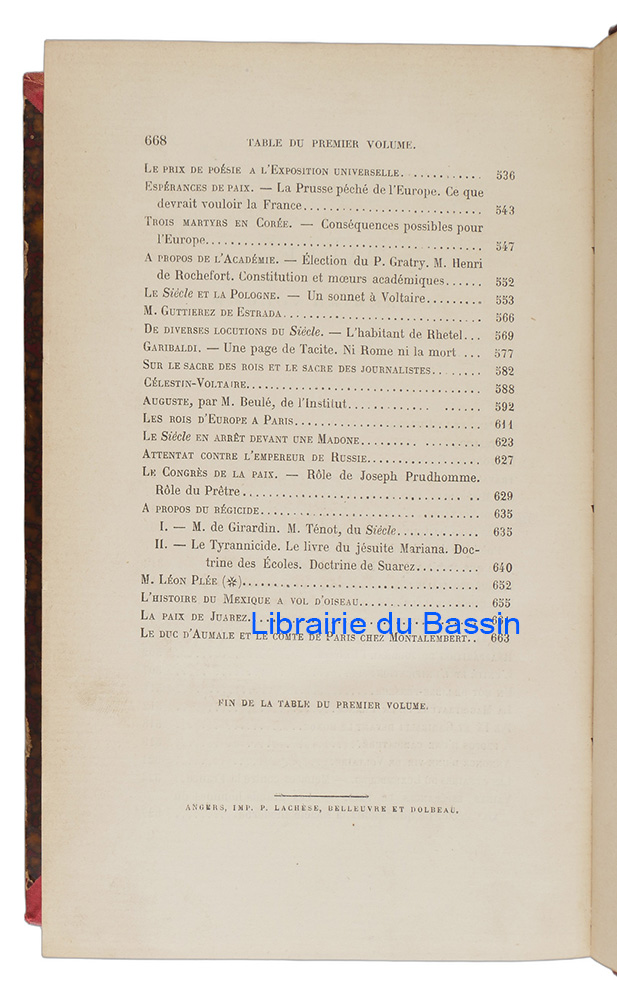 668 TABLE DU PREMIER VOLUME.
LE PRIX DE POÉSIE A L'EXPOSITION UNIVERSELLE. .......... 536
ESPÉRANCES DE PAIX. — La Prusse péché de l'Europe. Ce que
devrait vouloir la France.......................... 543
TROIS MARTYRS EN CORÉE. — Conséquences possibles pour
l'Europe........................................ 547
A PROPOS DE L'ACADÉMIE. — Élection du P. Gratry. M. Henri
de Rochefort. Constitution et mœurs académiques...... 552
LE Siécle ET LA POLOGNE. — Un sonnet à Voltaire......... 553
M. GUTTIEREZ DE ESTRADA............................. 566
DE DIVERSES LOCUTIONS DU Siécle. — L'habitant de Rhetel... 569
GARIBALDI. — Une page de Tacite. Ni Rome ni la mort ... 577
SUR LE SACRE DES ROIS ET LE SACRE DES JOURNALISTES........ 582
CÉLESTIN-VOLTAIRE................................... 588
AUGUSTE, par M. Beulé, de l'Institut.............. ...... 592
LES ROIS D'EUROPE A PARIS........................... 611
LE Siécle EN ARRÊT DEVANT UNE MADONE......... ......... 623
ATTENTAT CONTRE L'EMPEREUR DE RUSSIE................. 627
LE CONGRÈS DE LA PAIX. — Rôle de Joseph Prudhomme.
Rôle du Prêtre.................................. .. .. 629
A PROPOS DU RÉGICIDE................................ 635
I. — M. de Girardin. M. Ténot, du Siécle............. 635
II. — Le Tyrannicide. Le livre du jésuite Mariana. Doc-
trine des Écoles. Doctrine de Suarez.......... 640
M. LÉON PLÉE (✲).................................... 652
L'HISTOIRE DU MEXIQUE A VOL D'OISEAU.................. 655
LA PAIX DE JUAREZ.
Librairie du Bassin
LE DUC D'AUMALE ET LE COMTE DE PARIS CHEZ MONTALEMBERT.. 663
FIN DE LA TABLE DU PREMIER VOLUME.
ANGERS, IMP. P. LACHÈSE, BELLEUVRE ET DOLBEAU.